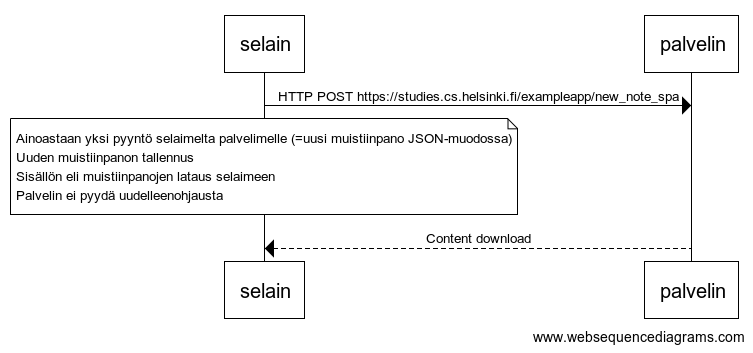 selain
palvelin
HTTP POST https://studies.cs.helsinki.fi/exampleapp/new_note_spa
Ainoastaan yksi pyyntö selaimelta palvelimelle (=uusi muistiinpano JSON-muodossa)
Uuden muistiinpanon tallennus
Sisällön eli muistiinpanojen lataus selaimeen
Palvelin ei pyydä uudelleenohjausta
Content download
selain
palvelin
www.websequencediagrams.com